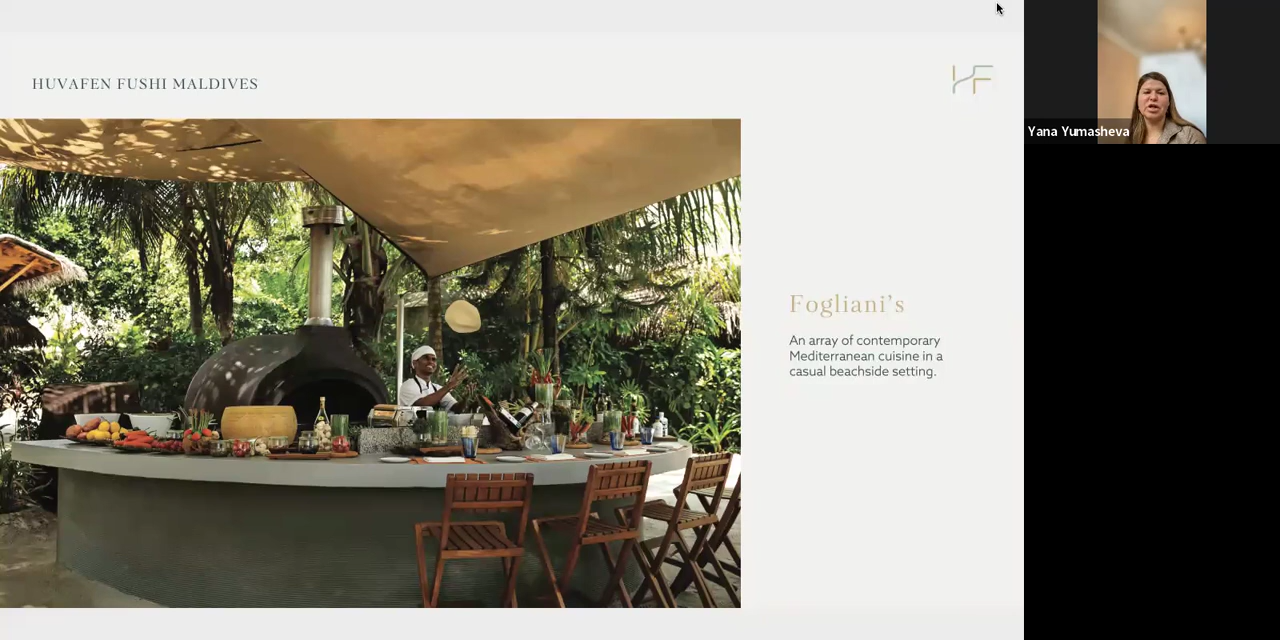 HUVAFEN FUSHI MALDIVES
HF
Fogliani's
An array of contemporary
Mediterranean cuisine in a
casual beachside setting.
Yana Yumasheva